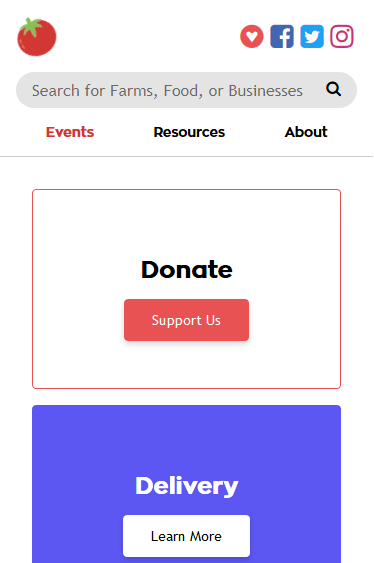 Search for Farms, Food, or Businesses
Events Resources About
Donate
Support Us
Delivery
Learn More